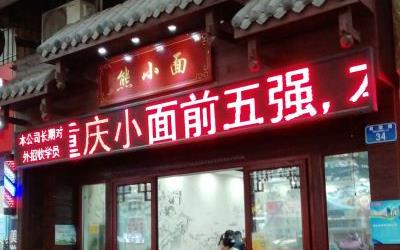 熊小面
重庆小面前五强,
本公司长期对
外招收学员
34